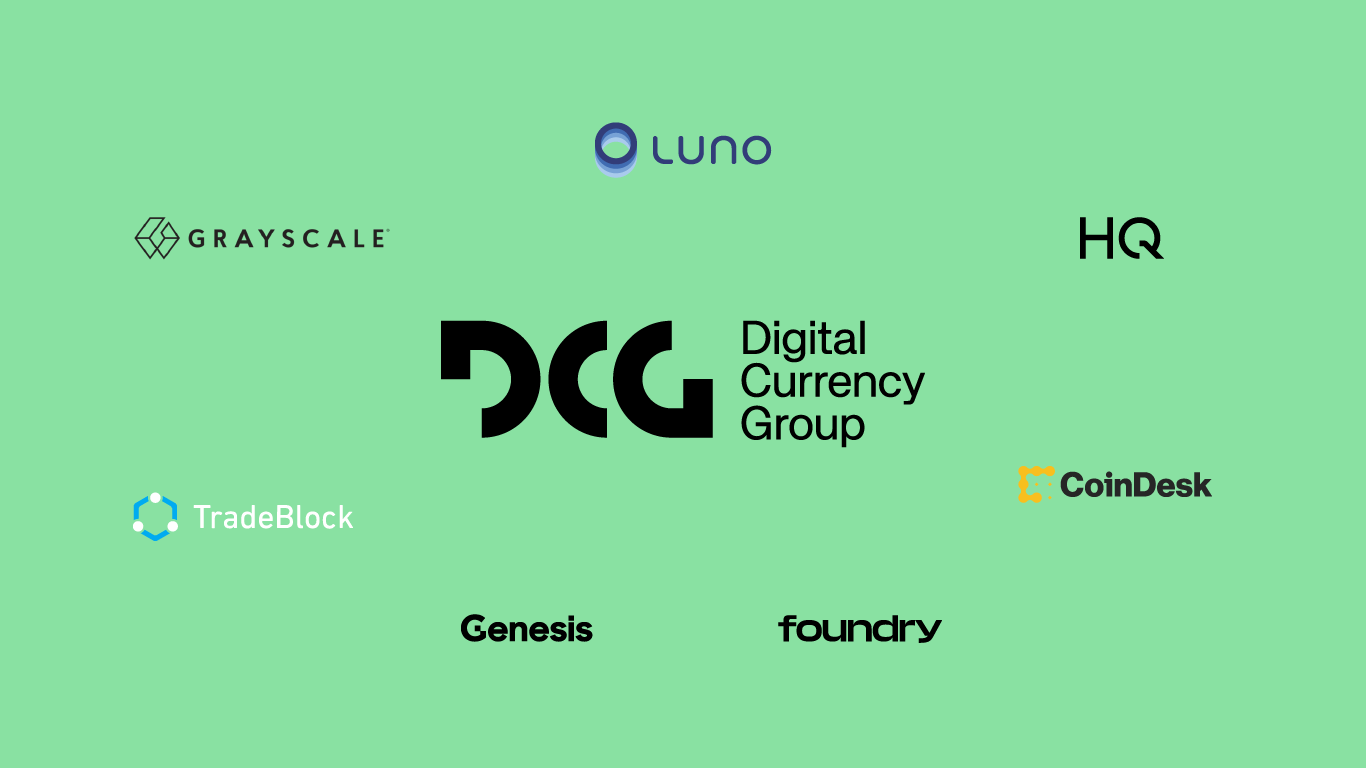 LUNO
GRAYSCALE®
HQ
DCG
Digital
Currency
Group
CoinDesk
TradeBlock
Genesis
foundry